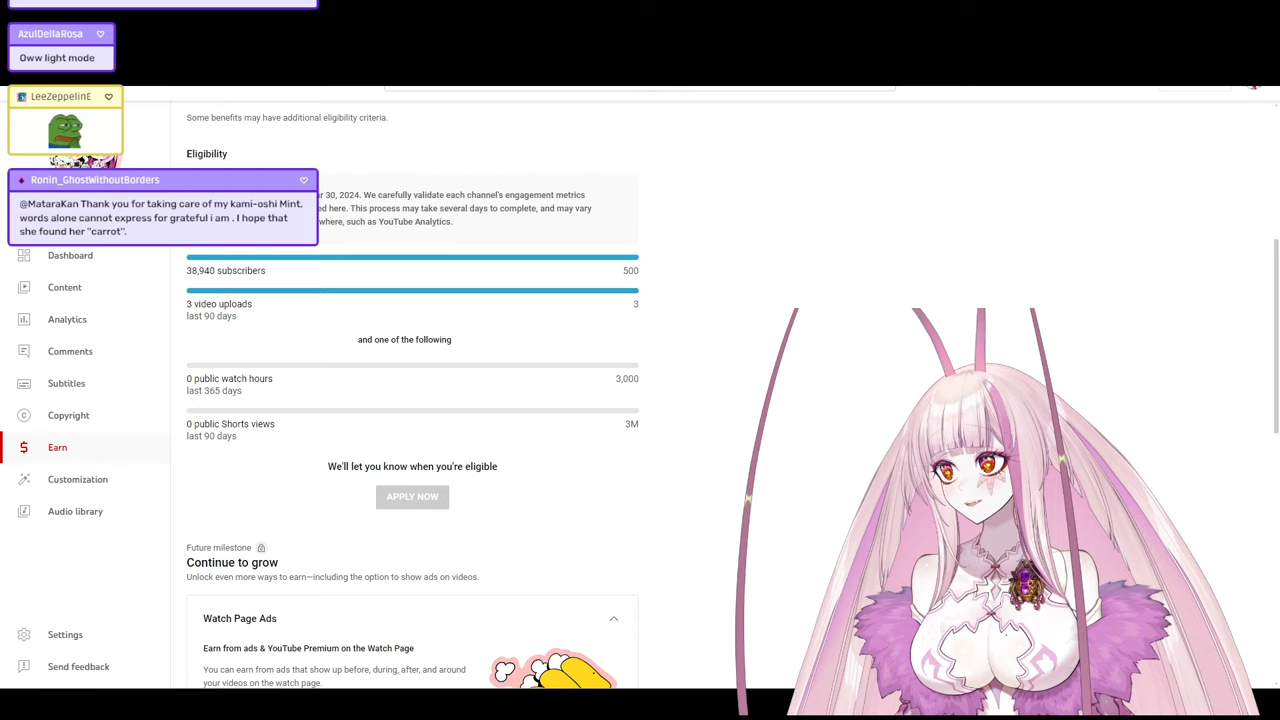 AzulDellaRosa
Oww light mode
LeeZeppelinE
Ronin_GhostWithoutBorders
@MataraKan Thank you for taking care of my kami-oshi Mint,
words alone cannot express for grateful i am . I hope that
she found her "carrot".
Dashboard
Content
Analytics
Comments
Subtitles
Copyright
Earn
Customization
Audio library
Settings
Send feedback
Some benefits may have additional eligibility criteria.
Eligibility
30, 2024. We carefully validate each channel's engagement metrics
here. This process may take several days to complete, and may vary
such as YouTube Analytics.
38,940 subscribers
500
3 video uploads
3
last 90 days
and one of the following
0 public watch hours
3,000
last 365 days
0 public Shorts views
3M
last 90 days
We'll let you know when you're eligible
APPLY NOW
Future milestone
Continue to grow
Unlock even more ways to earn—including the option to show ads on videos.
Watch Page Ads
Earn from ads & YouTube Premium on the Watch Page
You can earn from ads that show up before, during, after, and around
your videos on the watch page.